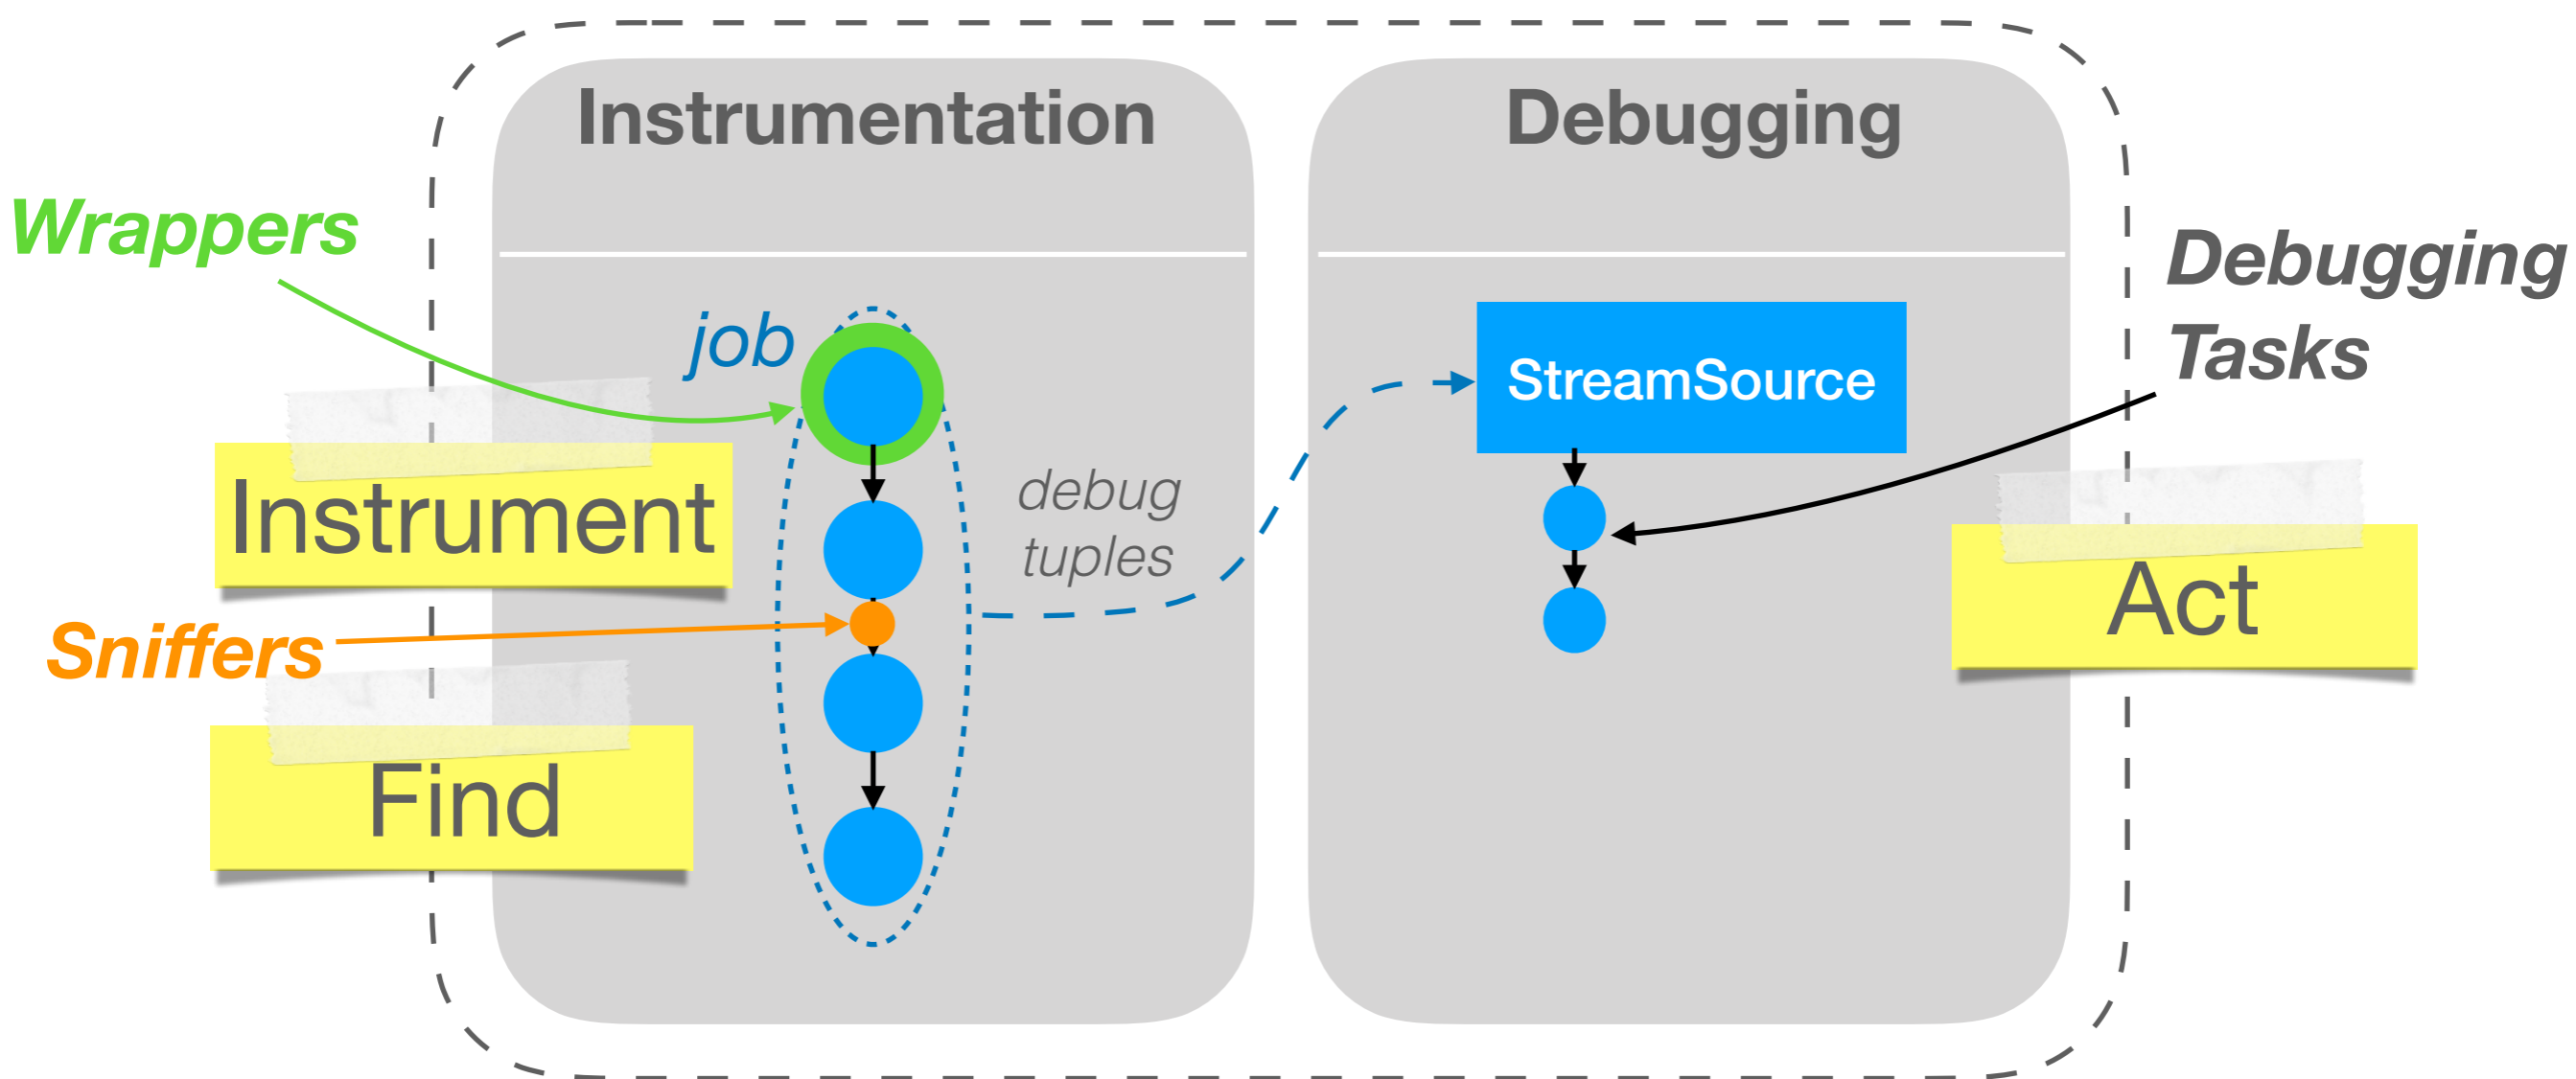 Instrumentation
Debugging
Wrappers
Debugging
Tasks
job
StreamSource
Instrument
debug
tuples
Act
Sniffers
Find